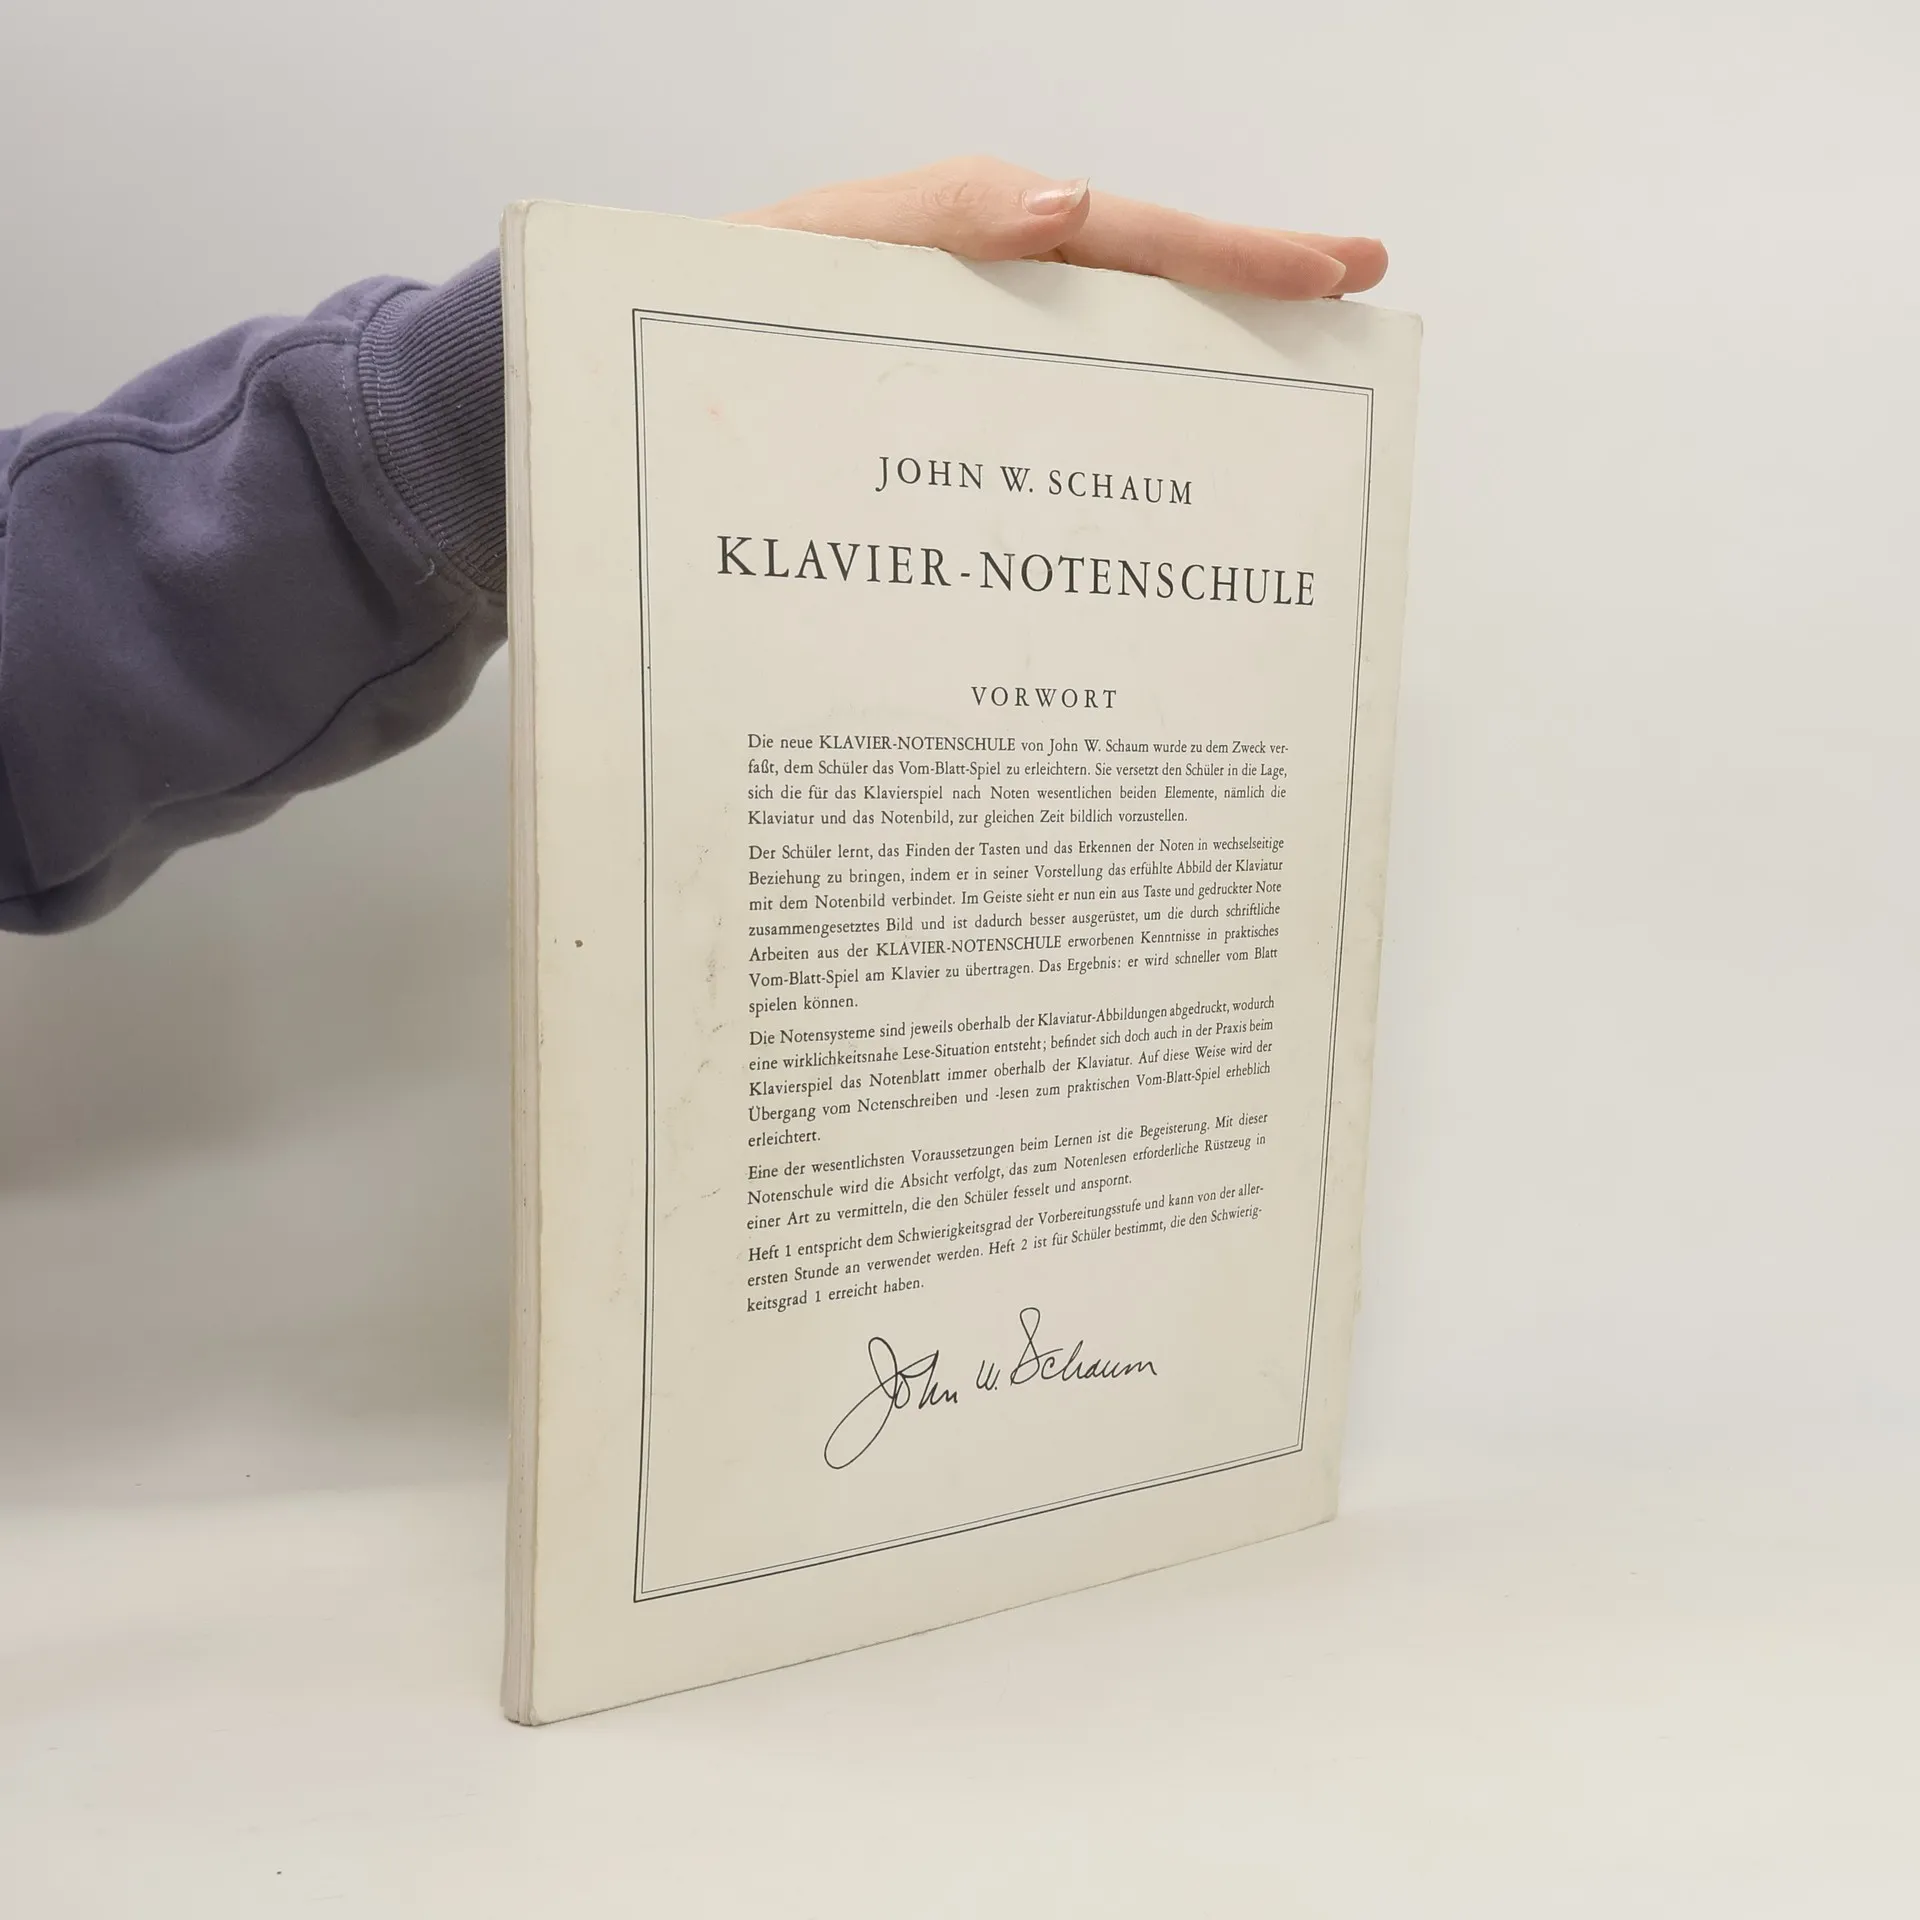 JOHN W. SCHAUM
KLAVIER-NOTENSCHULE
VORWORT
Die neue KLAVIER-NOTENSCHULE von John W. Schaum wurde zu dem Zweck ver-
faßt, dem Schüler das Vom-Blatt-Spiel zu erleichtern. Sie versetzt den Schüler in die Lage,
sich die für das Klavierspiel nach Noten wesentlichen beiden Elemente, nämlich die
Klaviatur und das Notenbild, zur gleichen Zeit bildlich vorzustellen.
Der Schüler lernt, das Finden der Tasten und das Erkennen der Noten in wechselseitige
Beziehung zu bringen, indem er in seiner Vorstellung das erfühlte Abbild der Klaviatur
mit dem Notenbild verbindet. Im Geiste sieht er nun ein aus Taste und gedruckter Note
zusammengesetztes Bild und ist dadurch besser ausgerüstet, um die durch schriftliche
Arbeiten aus der KLAVIER-NOTENSCHULE erworbenen Kenntnisse in praktisches
Vom-Blatt-Spiel am Klavier zu übertragen. Das Ergebnis: er wird schneller vom Blatt
spielen können.
Die Notensysteme sind jeweils oberhalb der Klaviatur-Abbildungen abgedruckt, wodurch
eine wirklichkeitsnahe Lese-Situation entsteht; befindet sich doch auch in der Praxis beim
Klavierspiel das Notenblatt immer oberhalb der Klaviatur. Auf diese Weise wird der
Übergang vom Notenschreiben und -lesen zum praktischen Vom-Blatt-Spiel erheblich
erleichtert.
Eine der wesentlichsten Voraussetzungen beim Lernen ist die Begeisterung. Mit dieser
Notenschule wird die Absicht verfolgt, das zum Notenlesen erforderliche Rüstzeug in
einer Art zu vermitteln, die den Schüler fesselt und anspornt.
Heft 1 entspricht dem Schwierigkeitsgrad der Vorbereitungsstufe und kann von der aller-
ersten Stunde an verwendet werden. Heft 2 ist für Schüler bestimmt, die den Schwierig-
keitsgrad 1 erreicht haben.
John W. Schaum